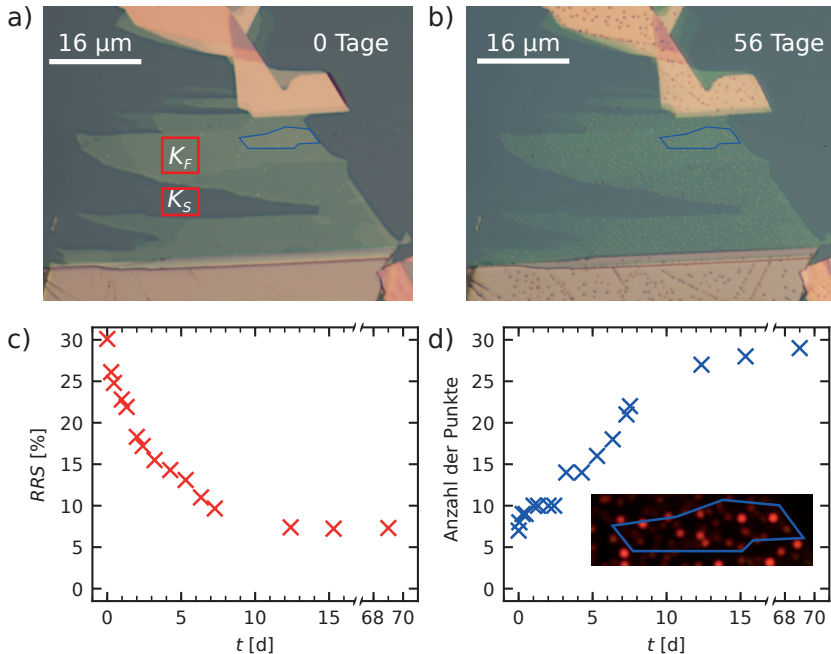 a)
16 µm
0 Tage
K_F
K_S
b)
16 µm
56 Tage
c)
30
25
20
15
10
5
0
RRS [%]
0 5 10 15 68 70
t [d]
d)
30
25
20
15
10
5
0
Anzahl der Punkte
0 5 10 15 68 70
t [d]